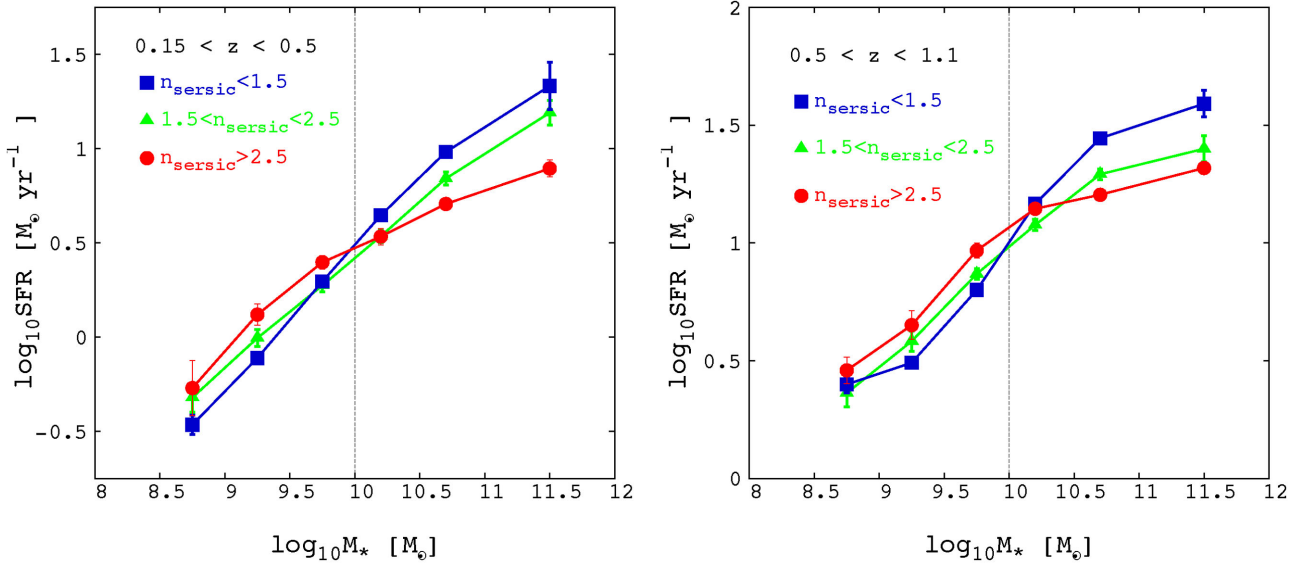 0.15 < z < 0.5
n_sersic<1.5
1.5<n_sersic<2.5
n_sersic>2.5
1.5
1
0.5
0
−0.5
log₁₀SFR [M⊙ yr⁻¹]
8 8.5 9 9.5 10 10.5 11 11.5 12
log₁₀M* [M⊙]
0.5 < z < 1.1
n_sersic<1.5
1.5<n_sersic<2.5
n_sersic>2.5
2
1.5
1
0.5
0
log₁₀SFR [M⊙ yr⁻¹]
8 8.5 9 9.5 10 10.5 11 11.5 12
log₁₀M* [M⊙]